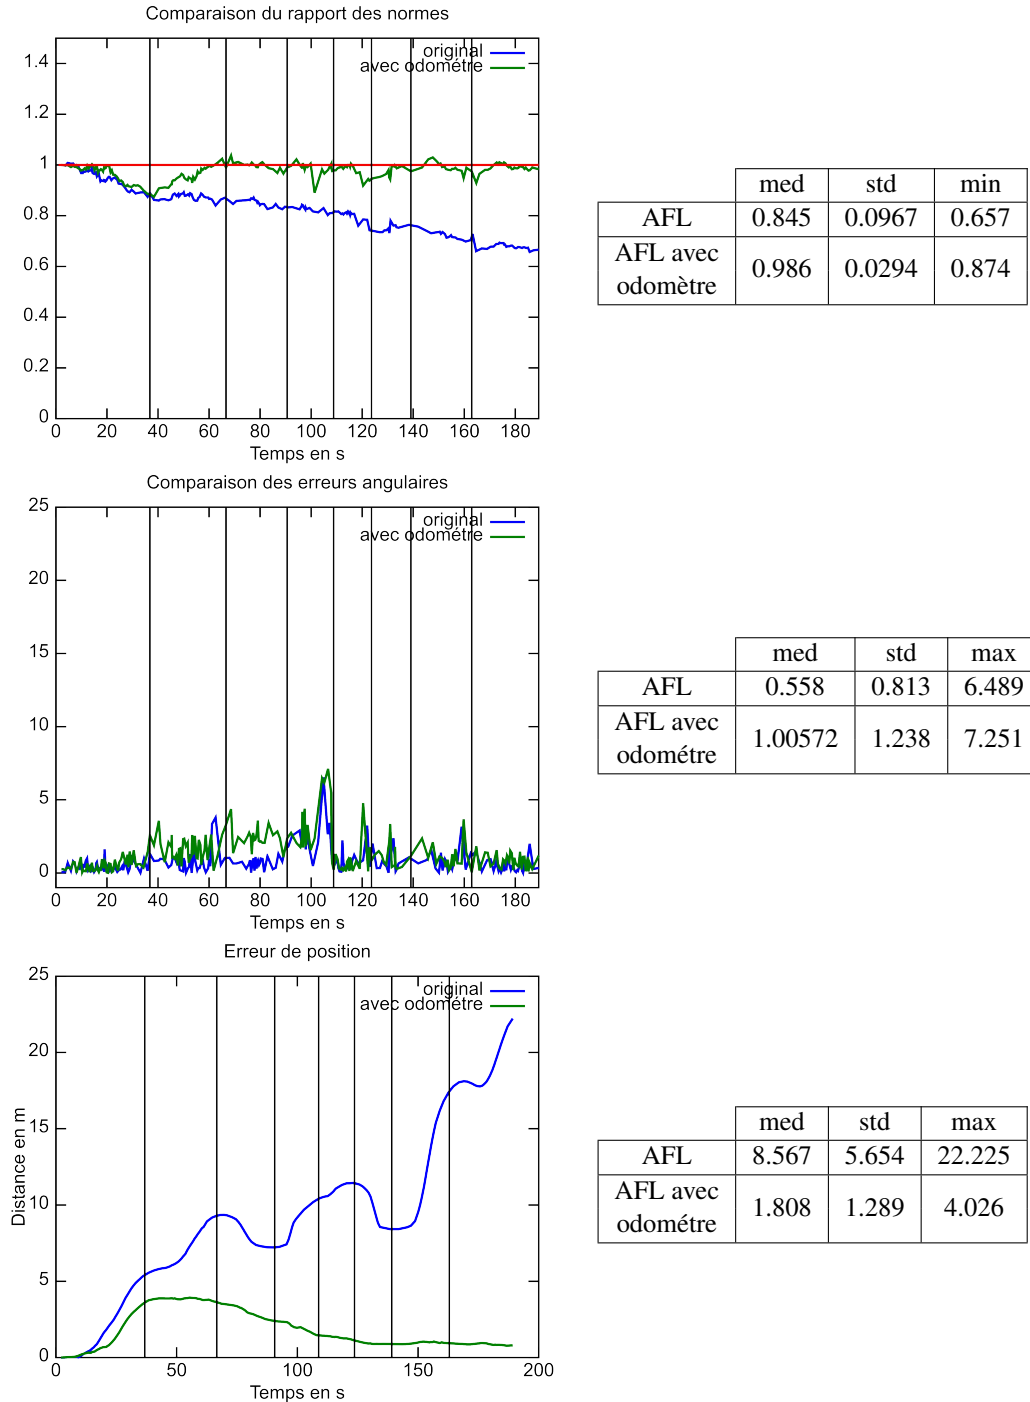 Comparaison du rapport des normes
original
avec odométre
1.4
1.2
1
0.8
0.6
0.4
0.2
0
0 20 40 60 80 100 120 140 160 180
Temps en s
med std min
AFL 0.845 0.0967 0.657
AFL avec odomètre 0.986 0.0294 0.874
Comparaison des erreurs angulaires
original
avec odométre
25
20
15
10
5
0
0 20 40 60 80 100 120 140 160 180
Temps en s
med std max
AFL 0.558 0.813 6.489
AFL avec odométre 1.00572 1.238 7.251
Erreur de position
original
avec odométre
25
20
15
10
5
0
Distance en m
0 50 100 150 200
Temps en s
med std max
AFL 8.567 5.654 22.225
AFL avec odométre 1.808 1.289 4.026